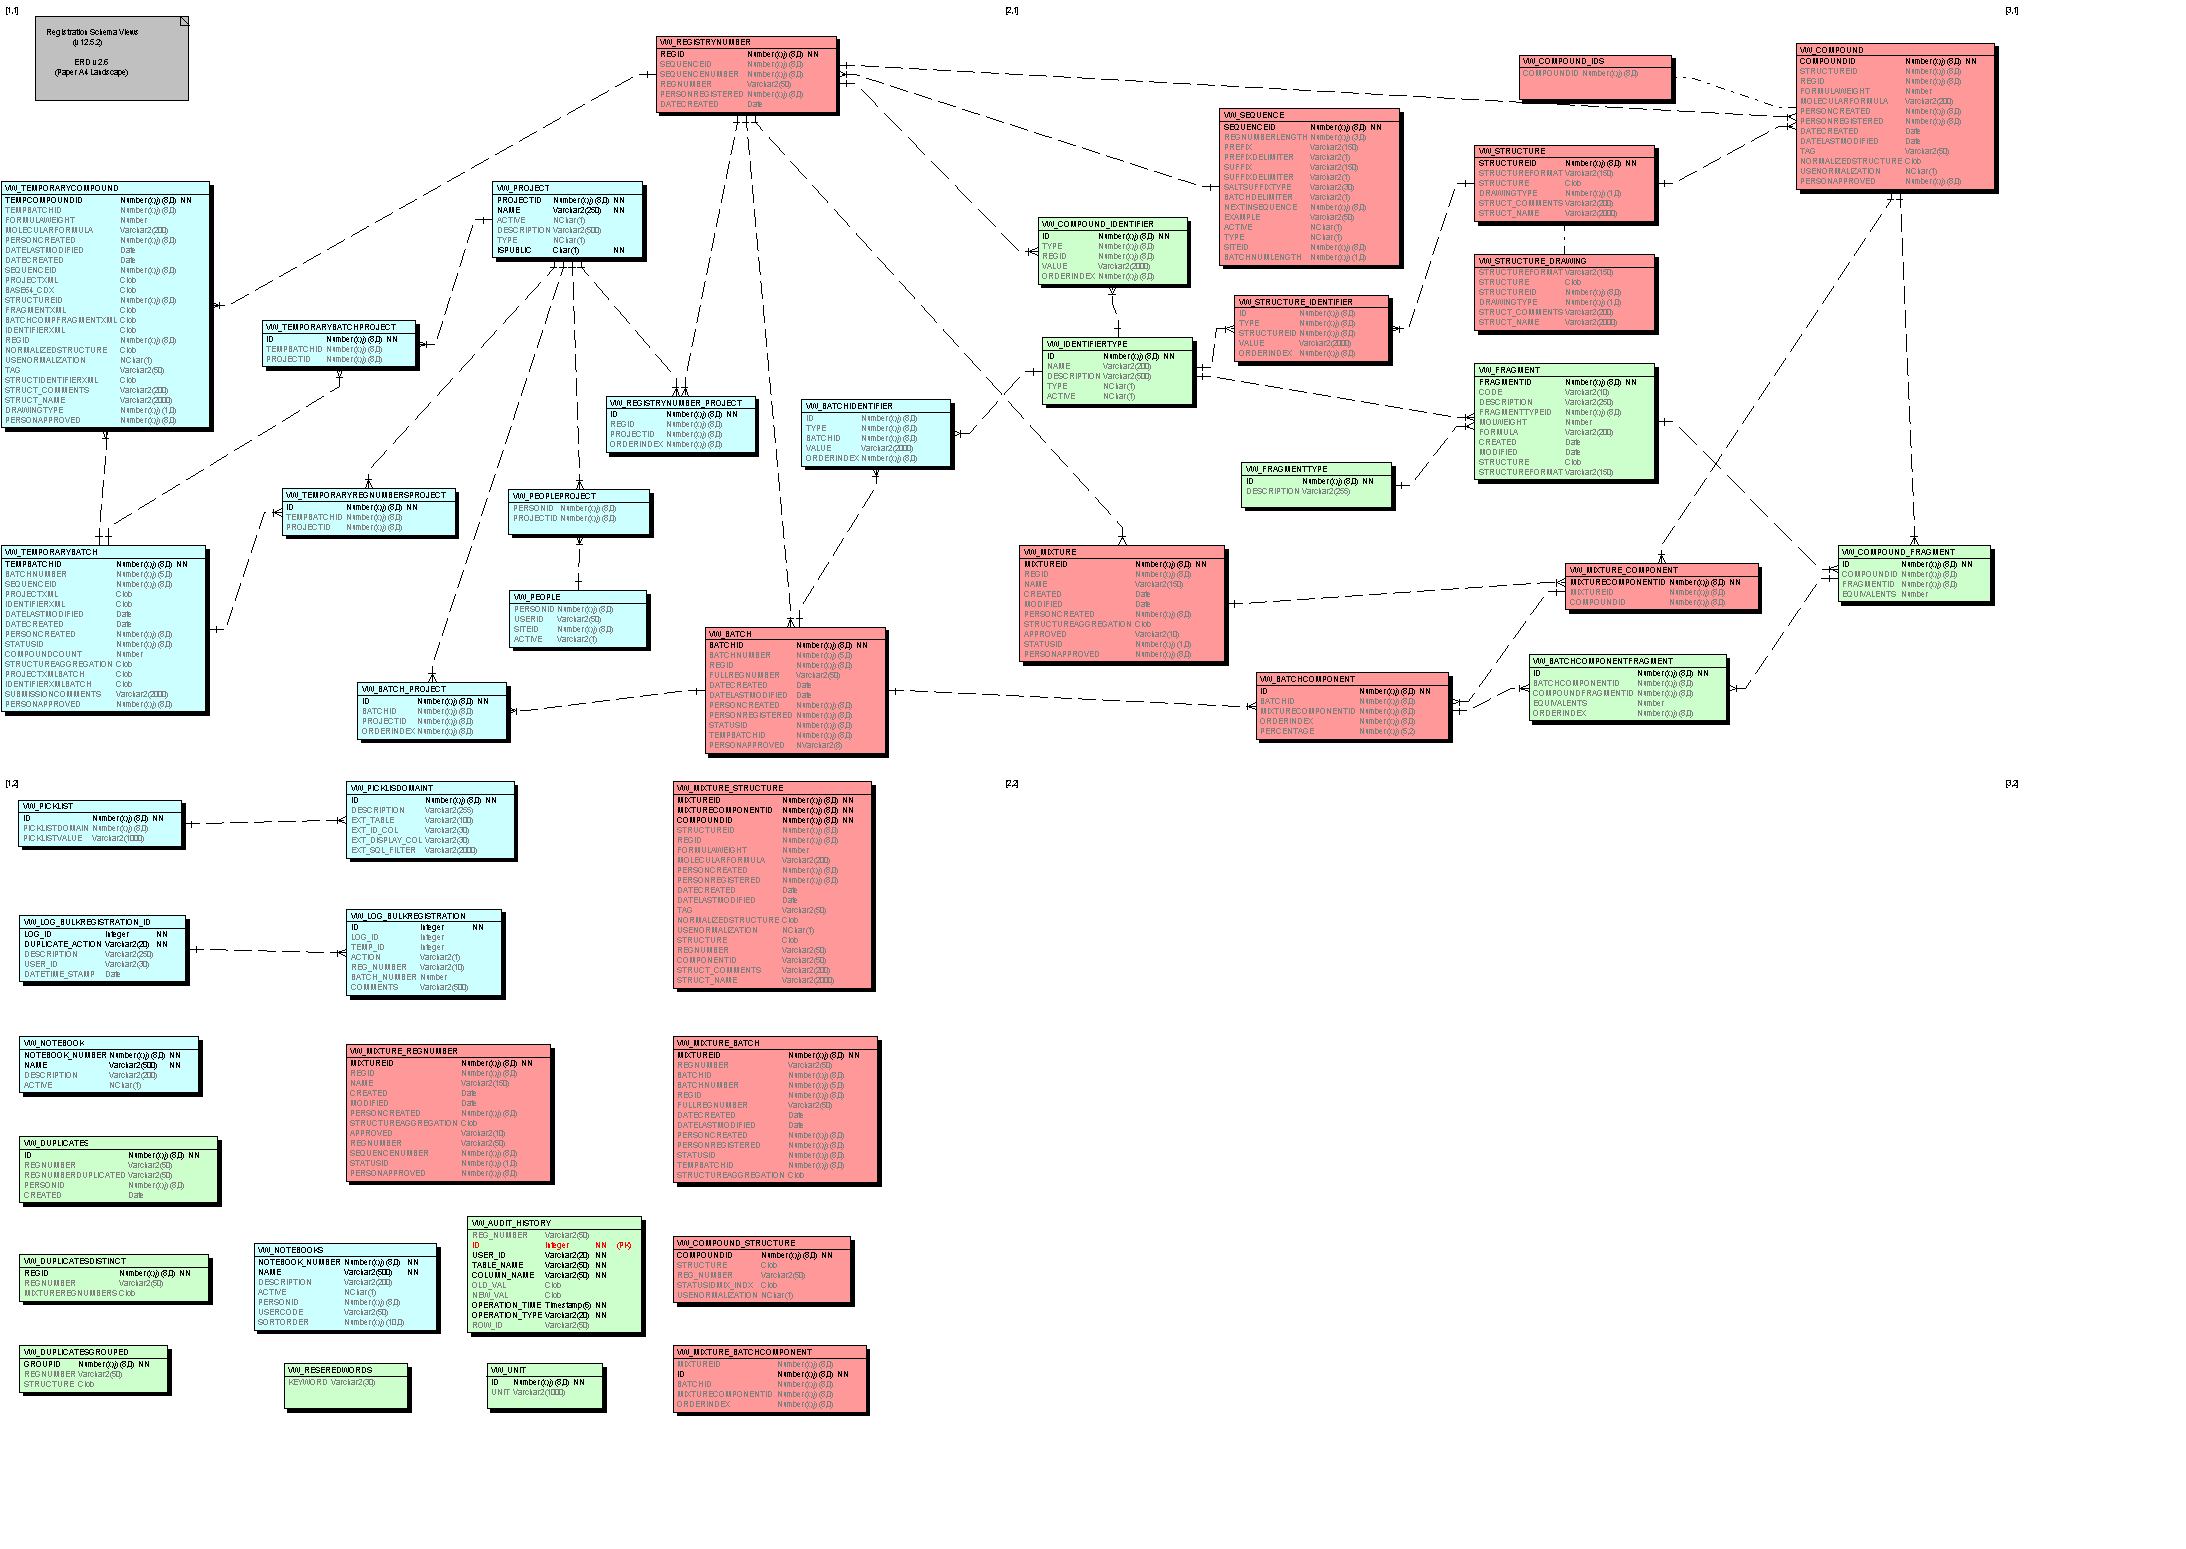 [1,1]
[2,1]
[3,1]
Registration Schema Views
(v 12.5.2)
ERD v 2.6
(Paper A4 Landscape)
VW_REGISTRYNUMBER
REGID Number(x,y) (8,0) NN
SEQUENCEID Number(x,y) (8,0)
SEQUENCENUMBER Number(x,y) (8,0)
REGNUMBER Varchar2(50)
PERSONREGISTERED Number(x,y) (8,0)
DATECREATED Date
VW_COMPOUND_IDS
COMPOUNDID Number(x,y) (8,0)
VW_COMPOUND
COMPOUNDID Number(x,y) (8,0) NN
STRUCTUREID Number(x,y) (8,0)
REGID Number(x,y) (8,0)
FORMULAWEIGHT Number
MOLECULARFORMULA Varchar2(200)
PERSONCREATED Number(x,y) (8,0)
PERSONREGISTERED Number(x,y) (8,0)
DATECREATED Date
DATELASTMODIFIED Date
TAG Varchar2(50)
NORMALIZEDSTRUCTURE Clob
USENORMALIZATION NChar(1)
PERSONAPPROVED Number(x,y) (8,0)
VW_SEQUENCE
SEQUENCEID Number(x,y) (8,0) NN
REGNUMBERLENGTH Number(x,y) (3,0)
PREFIX Varchar2(150)
PREFIXDELIMITER Varchar2(1)
SUFFIX Varchar2(150)
SUFFIXDELIMITER Varchar2(1)
SALTSUFFIXTYPE Varchar2(30)
BATCHDELIMITER Varchar2(1)
NEXTINSEQUENCE Number(x,y) (8,0)
EXAMPLE Varchar2(50)
ACTIVE NChar(1)
TYPE NChar(1)
SITEID Number(x,y) (8,0)
BATCHNUMLENGTH Number(x,y) (1,0)
VW_STRUCTURE
STRUCTUREID Number(x,y) (8,0) NN
STRUCTUREFORMAT Varchar2(150)
STRUCTURE Clob
DRAWINGTYPE Number(x,y) (1,0)
STRUCT_COMMENTS Varchar2(200)
STRUCT_NAME Varchar2(2000)
VW_TEMPORARYCOMPOUND
TEMPCOMPOUNDID Number(x,y) (8,0) NN
TEMPBATCHID Number(x,y) (8,0)
FORMULAWEIGHT Number
MOLECULARFORMULA Varchar2(200)
PERSONCREATED Number(x,y) (8,0)
DATELASTMODIFIED Date
DATECREATED Date
SEQUENCEID Number(x,y) (8,0)
PROJECTXML Clob
BASE64_CDX Clob
STRUCTUREID Number(x,y) (8,0)
FRAGMENTXML Clob
BATCHCOMPFRAGMENTXML Clob
IDENTIFIERXML Clob
REGID Number(x,y) (8,0)
NORMALIZEDSTRUCTURE Clob
USENORMALIZATION NChar(1)
TAG Varchar2(50)
STRUCTIDENTIFIERXML Clob
STRUCT_COMMENTS Varchar2(200)
STRUCT_NAME Varchar2(2000)
DRAWINGTYPE Number(x,y) (1,0)
PERSONAPPROVED Number(x,y) (8,0)
VW_PROJECT
PROJECTID Number(x,y) (8,0) NN
NAME Varchar2(250) NN
ACTIVE NChar(1)
DESCRIPTION Varchar2(500)
TYPE NChar(1)
ISPUBLIC Char(1) NN
VW_COMPOUND_IDENTIFIER
ID Number(x,y) (8,0) NN
TYPE Number(x,y) (8,0)
REGID Number(x,y) (8,0)
VALUE Varchar2(2000)
ORDERINDEX Number(x,y) (8,0)
VW_STRUCTURE_DRAWING
STRUCTUREFORMAT Varchar2(150)
STRUCTURE Clob
STRUCTUREID Number(x,y) (8,0)
DRAWINGTYPE Number(x,y) (1,0)
STRUCT_COMMENTS Varchar2(200)
STRUCT_NAME Varchar2(2000)
VW_STRUCTURE_IDENTIFIER
ID Number(x,y) (8,0)
TYPE Number(x,y) (8,0)
STRUCTUREID Number(x,y) (8,0)
VALUE Varchar2(2000)
ORDERINDEX Number(x,y) (8,0)
VW_TEMPORARYBATCHPROJECT
ID Number(x,y) (8,0) NN
TEMPBATCHID Number(x,y) (8,0)
PROJECTID Number(x,y) (8,0)
VW_IDENTIFIERTYPE
ID Number(x,y) (8,0) NN
NAME Varchar2(200)
DESCRIPTION Varchar2(500)
TYPE NChar(1)
ACTIVE NChar(1)
VW_FRAGMENT
FRAGMENTID Number(x,y) (8,0) NN
CODE Varchar2(10)
DESCRIPTION Varchar2(250)
FRAGMENTTYPEID Number(x,y) (8,0)
MOLWEIGHT Number
FORMULA Varchar2(200)
CREATED Date
MODIFIED Date
STRUCTURE Clob
STRUCTUREFORMAT Varchar2(150)
VW_REGISTRYNUMBER_PROJECT
ID Number(x,y) (8,0) NN
REGID Number(x,y) (8,0)
PROJECTID Number(x,y) (8,0)
ORDERINDEX Number(x,y) (8,0)
VW_BATCHIDENTIFIER
ID Number(x,y) (8,0)
TYPE Number(x,y) (8,0)
BATCHID Number(x,y) (8,0)
VALUE Varchar2(2000)
ORDERINDEX Number(x,y) (8,0)
VW_FRAGMENTTYPE
ID Number(x,y) (8,0) NN
DESCRIPTION Varchar2(255)
VW_TEMPORARYREGNUMBERSPROJECT
ID Number(x,y) (8,0) NN
TEMPBATCHID Number(x,y) (8,0)
PROJECTID Number(x,y) (8,0)
VW_PEOPLEPROJECT
PERSONID Number(x,y) (8,0)
PROJECTID Number(x,y) (8,0)
VW_TEMPORARYBATCH
TEMPBATCHID Number(x,y) (8,0) NN
BATCHNUMBER Number(x,y) (5,0)
SEQUENCEID Number(x,y) (8,0)
PROJECTXML Clob
IDENTIFIERXML Clob
DATELASTMODIFIED Date
DATECREATED Date
PERSONCREATED Number(x,y) (8,0)
STATUSID Number(x,y) (8,0)
COMPOUNDCOUNT Number
STRUCTUREAGGREGATION Clob
PROJECTXMLBATCH Clob
IDENTIFIERXMLBATCH Clob
SUBMISSIONCOMMENTS Varchar2(2000)
PERSONAPPROVED Number(x,y) (8,0)
VW_PEOPLE
PERSONID Number(x,y) (8,0)
USERID Varchar2(50)
SITEID Number(x,y) (8,0)
ACTIVE Varchar2(1)
VW_MIXTURE
MIXTUREID Number(x,y) (8,0) NN
REGID Number(x,y) (8,0)
NAME Varchar2(150)
CREATED Date
MODIFIED Date
PERSONCREATED Number(x,y) (8,0)
STRUCTUREAGGREGATION Clob
APPROVED Varchar2(10)
STATUSID Number(x,y) (1,0)
PERSONAPPROVED Number(x,y) (8,0)
VW_MIXTURE_COMPONENT
MIXTURECOMPONENTID Number(x,y) (8,0) NN
MIXTUREID Number(x,y) (8,0)
COMPOUNDID Number(x,y) (8,0)
VW_COMPOUND_FRAGMENT
ID Number(x,y) (8,0) NN
COMPOUNDID Number(x,y) (8,0)
FRAGMENTID Number(x,y) (8,0)
EQUIVALENTS Number
VW_BATCH
BATCHID Number(x,y) (8,0) NN
BATCHNUMBER Number(x,y) (5,0)
REGID Number(x,y) (8,0)
FULLREGNUMBER Varchar2(50)
DATECREATED Date
DATELASTMODIFIED Date
PERSONCREATED Number(x,y) (8,0)
PERSONREGISTERED Number(x,y) (8,0)
STATUSID Number(x,y) (8,0)
TEMPBATCHID Number(x,y) (8,0)
PERSONAPPROVED NVarchar2(8)
VW_BATCH_PROJECT
ID Number(x,y) (8,0) NN
BATCHID Number(x,y) (8,0)
PROJECTID Number(x,y) (8,0)
ORDERINDEX Number(x,y) (8,0)
VW_BATCHCOMPONENT
ID Number(x,y) (8,0) NN
BATCHID Number(x,y) (8,0)
MIXTURECOMPONENTID Number(x,y) (8,0)
ORDERINDEX Number(x,y) (8,0)
PERCENTAGE Number(x,y) (5,2)
VW_BATCHCOMPONENTFRAGMENT
ID Number(x,y) (8,0) NN
BATCHCOMPONENTID Number(x,y) (8,0)
COMPOUNDFRAGMENTID Number(x,y) (8,0)
EQUIVALENTS Number
ORDERINDEX Number(x,y) (8,0)
[1,2]
[2,2]
[3,2]
VW_PICKLIST
ID Number(x,y) (8,0) NN
PICKLISTDOMAIN Number(x,y) (8,0)
PICKLISTVALUE Varchar2(1000)
VW_PICKLISDOMAINT
ID Number(x,y) (8,0) NN
DESCRIPTION Varchar2(255)
EXT_TABLE Varchar2(100)
EXT_ID_COL Varchar2(30)
EXT_DISPLAY_COL Varchar2(30)
EXT_SQL_FILTER Varchar2(2000)
VW_MIXTURE_STRUCTURE
MIXTUREID Number(x,y) (8,0) NN
MIXTURECOMPONENTID Number(x,y) (8,0) NN
COMPOUNDID Number(x,y) (8,0) NN
STRUCTUREID Number(x,y) (8,0)
REGID Number(x,y) (8,0)
FORMULAWEIGHT Number
MOLECULARFORMULA Varchar2(200)
PERSONCREATED Number(x,y) (8,0)
PERSONREGISTERED Number(x,y) (8,0)
DATECREATED Date
DATELASTMODIFIED Date
TAG Varchar2(50)
NORMALIZEDSTRUCTURE Clob
USENORMALIZATION NChar(1)
STRUCTURE Clob
REGNUMBER Varchar2(50)
COMPONENTID Varchar2(50)
STRUCT_COMMENTS Varchar2(200)
STRUCT_NAME Varchar2(2000)
VW_LOG_BULKREGISTRATION_ID
LOG_ID Integer NN
DUPLICATE_ACTION Varchar2(20) NN
DESCRIPTION Varchar2(250)
USER_ID Varchar2(30)
DATETIME_STAMP Date
VW_LOG_BULKREGISTRATION
ID Integer NN
LOG_ID Integer
TEMP_ID Integer
ACTION Varchar2(1)
REG_NUMBER Varchar2(10)
BATCH_NUMBER Number
COMMENTS Varchar2(500)
VW_NOTEBOOK
NOTEBOOK_NUMBER Number(x,y) (8,0) NN
NAME Varchar2(500) NN
DESCRIPTION Varchar2(200)
ACTIVE NChar(1)
VW_MIXTURE_REGNUMBER
MIXTUREID Number(x,y) (8,0) NN
REGID Number(x,y) (8,0)
NAME Varchar2(150)
CREATED Date
MODIFIED Date
PERSONCREATED Number(x,y) (8,0)
STRUCTUREAGGREGATION Clob
APPROVED Varchar2(10)
REGNUMBER Varchar2(50)
SEQUENCENUMBER Number(x,y) (8,0)
STATUSID Number(x,y) (1,0)
PERSONAPPROVED Number(x,y) (8,0)
VW_MIXTURE_BATCH
MIXTUREID Number(x,y) (8,0) NN
REGNUMBER Varchar2(50)
BATCHID Number(x,y) (8,0)
BATCHNUMBER Number(x,y) (5,0)
REGID Number(x,y) (8,0)
FULLREGNUMBER Varchar2(50)
DATECREATED Date
DATELASTMODIFIED Date
PERSONCREATED Number(x,y) (8,0)
PERSONREGISTERED Number(x,y) (8,0)
STATUSID Number(x,y) (8,0)
TEMPBATCHID Number(x,y) (8,0)
STRUCTUREAGGREGATION Clob
VW_DUPLICATES
ID Number(x,y) (8,0) NN
REGNUMBER Varchar2(50)
REGNUMBERDUPLICATED Varchar2(50)
PERSONID Number(x,y) (8,0)
CREATED Date
VW_AUDIT_HISTORY
REG_NUMBER Varchar2(50)
ID Integer NN (PK)
USER_ID Varchar2(20) NN
TABLE_NAME Varchar2(50) NN
COLUMN_NAME Varchar2(50) NN
OLD_VAL Clob
NEW_VAL Clob
OPERATION_TIME Timestamp(6) NN
OPERATION_TYPE Varchar2(20) NN
ROW_ID Varchar2(50)
VW_COMPOUND_STRUCTURE
COMPOUNDID Number(x,y) (8,0) NN
STRUCTURE Clob
REG_NUMBER Varchar2(50)
STATUSIDMIX_INDX Clob
USENORMALIZATION NChar(1)
VW_DUPLICATESDISTINCT
REGID Number(x,y) (8,0) NN
REGNUMBER Varchar2(50)
MIXTUREREGNUMBERS Clob
VW_NOTEBOOKS
NOTEBOOK_NUMBER Number(x,y) (8,0) NN
NAME Varchar2(500) NN
DESCRIPTION Varchar2(200)
ACTIVE NChar(1)
PERSONID Number(x,y) (8,0)
USERCODE Varchar2(50)
SORTORDER Number(x,y) (10,0)
VW_DUPLICATESGROUPED
GROUPID Number(x,y) (8,0) NN
REGNUMBER Varchar2(50)
STRUCTURE Clob
VW_RESEREDWORDS
KEYWORD Varchar2(30)
VW_UNIT
ID Number(x,y) (8,0) NN
UNIT Varchar2(1000)
VW_MIXTURE_BATCHCOMPONENT
MIXTUREID Number(x,y) (8,0)
ID Number(x,y) (8,0) NN
BATCHID Number(x,y) (8,0)
MIXTURECOMPONENTID Number(x,y) (8,0)
ORDERINDEX Number(x,y) (8,0)